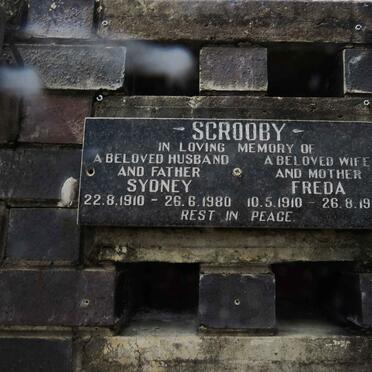 - SCROOBY -
IN LOVING MEMORY OF
A BELOVED HUSBAND A BELOVED WIFE
AND FATHER AND MOTHER
SYDNEY FREDA
22.8.1910 - 26.6.1980 10.5.1910 - 26.8.19
REST IN PEACE.